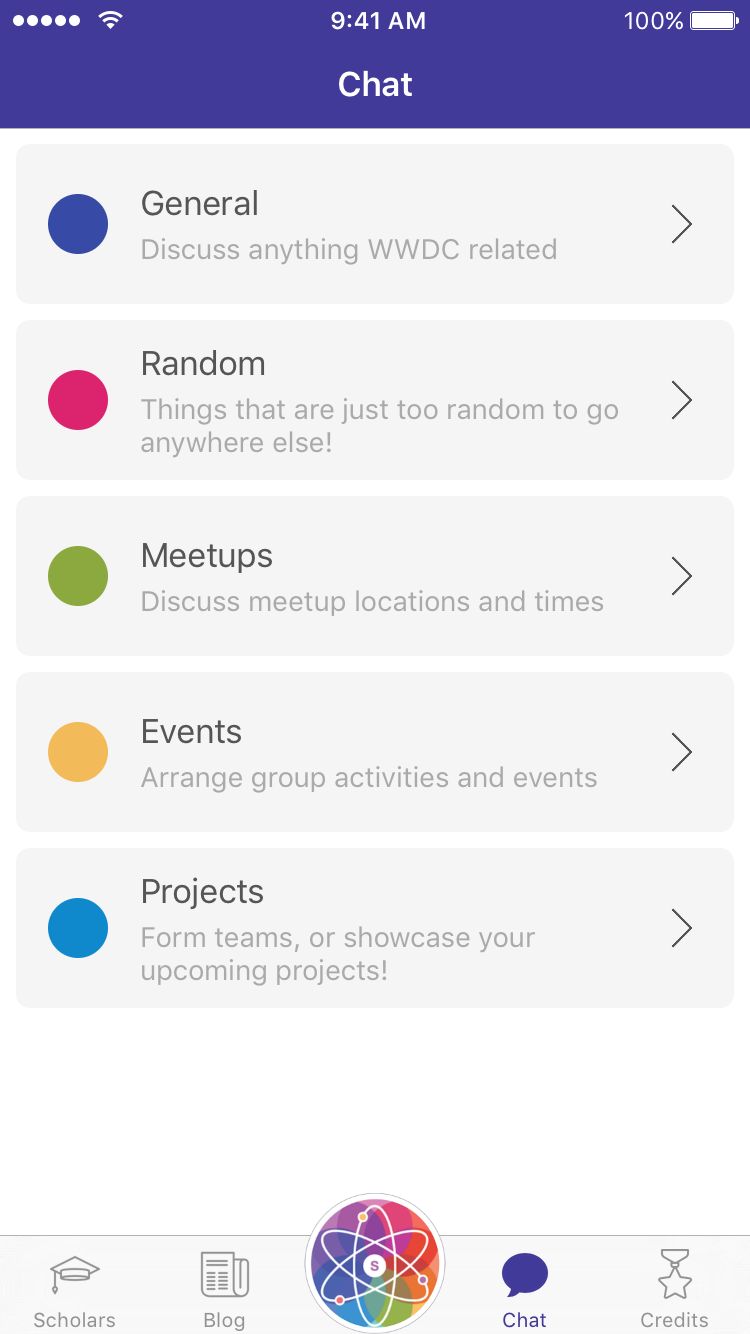 9:41 AM
100%
Chat
General
Discuss anything WWDC related
Random
Things that are just too random to go
anywhere else!
Meetups
Discuss meetup locations and times
Events
Arrange group activities and events
Projects
Form teams, or showcase your
upcoming projects!
S
Scholars
Blog
Chat
Credits